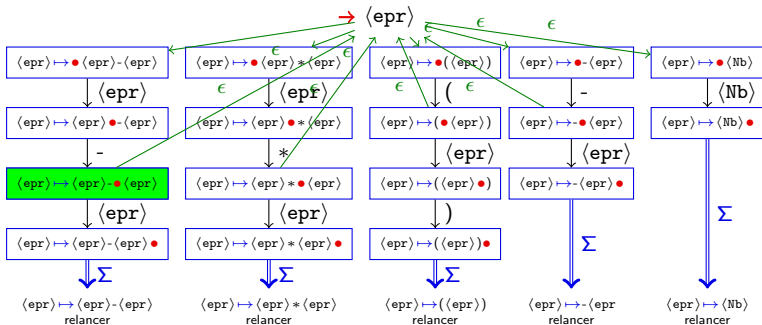 →⟨epr⟩
ϵ ϵ ϵ ϵ
⟨epr⟩↦●⟨epr⟩-⟨epr⟩ ⟨epr⟩↦●⟨epr⟩*⟨epr⟩ ⟨epr⟩↦●(⟨epr⟩) ⟨epr⟩↦●-⟨epr⟩ ⟨epr⟩↦●⟨Nb⟩
ϵ ⟨epr⟩ ϵ ⟨epr⟩ ϵ ( ϵ - ⟨Nb⟩
⟨epr⟩↦⟨epr⟩●-⟨epr⟩ ⟨epr⟩↦⟨epr⟩●*⟨epr⟩ ⟨epr⟩↦(●⟨epr⟩) ⟨epr⟩↦-●⟨epr⟩ ⟨epr⟩↦⟨Nb⟩●
- * ⟨epr⟩ ⟨epr⟩
⟨epr⟩↦⟨epr⟩-●⟨epr⟩ ⟨epr⟩↦⟨epr⟩*●⟨epr⟩ ⟨epr⟩↦(⟨epr⟩●) ⟨epr⟩↦-⟨epr⟩●
⟨epr⟩ ⟨epr⟩ ) Σ Σ
⟨epr⟩↦⟨epr⟩-⟨epr⟩● ⟨epr⟩↦⟨epr⟩*⟨epr⟩● ⟨epr⟩↦(⟨epr⟩)●
Σ Σ Σ
⟨epr⟩↦⟨epr⟩-⟨epr⟩ ⟨epr⟩↦⟨epr⟩*⟨epr⟩ ⟨epr⟩↦(⟨epr⟩) ⟨epr⟩↦-⟨epr ⟨epr⟩↦⟨Nb⟩
relancer relancer relancer relancer relancer